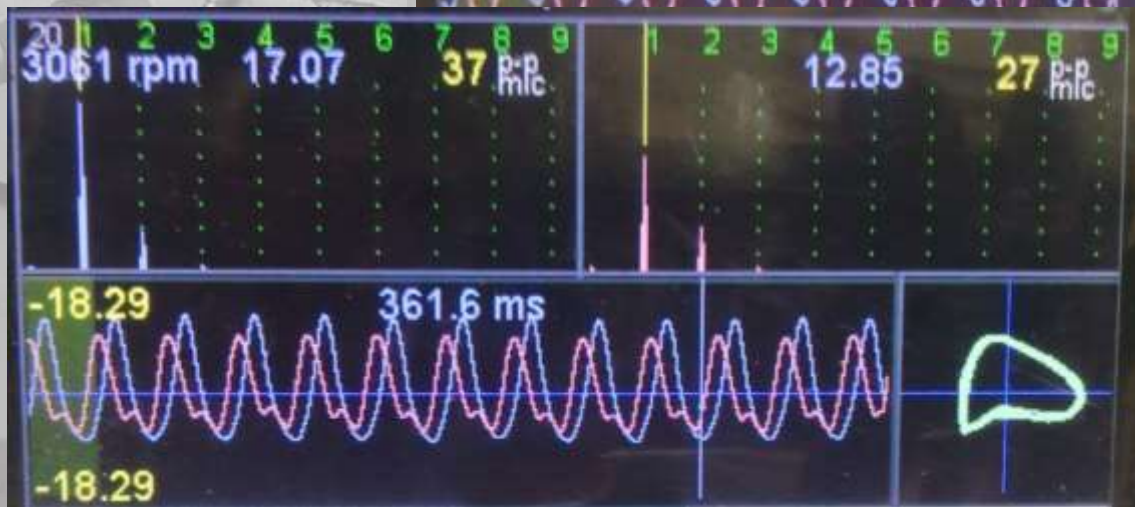 20 1 2 3 4 5 6 7 8 9
3061 rpm 17.07 37 p-p mic
1 2 3 4 5 6 7 8 9
12.85 27 p-p mic
-18.29 361.6 ms
-18.29